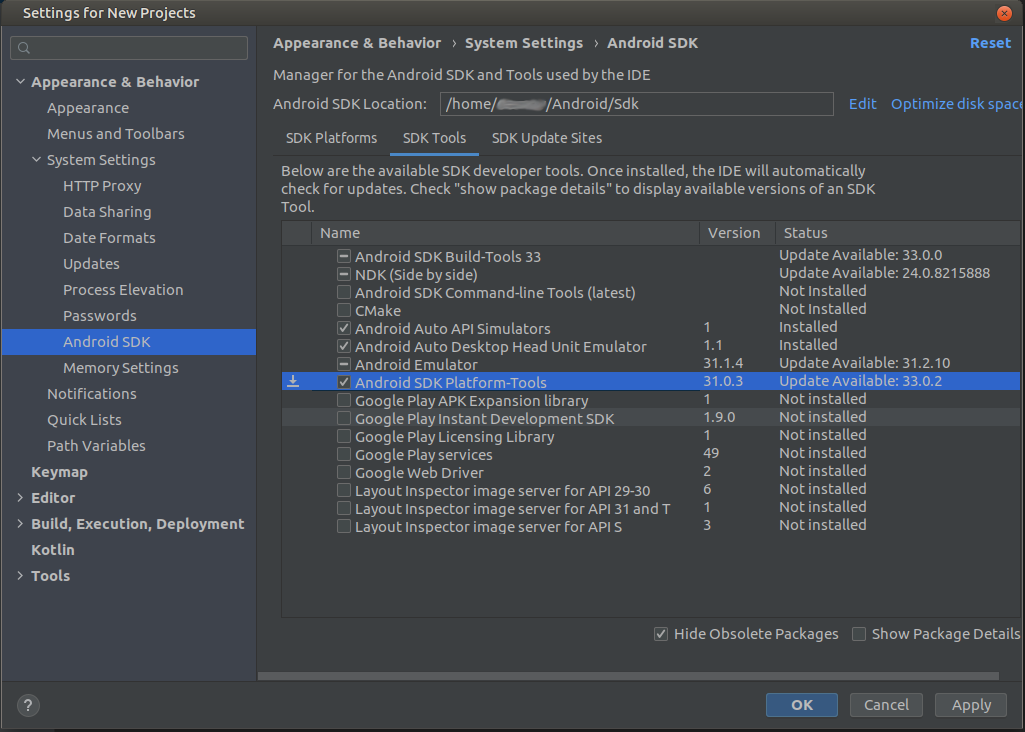 Settings for New Projects
Appearance & Behavior › System Settings › Android SDK
Reset
Appearance & Behavior
Appearance
Menus and Toolbars
System Settings
HTTP Proxy
Data Sharing
Date Formats
Updates
Process Elevation
Passwords
Android SDK
Memory Settings
Notifications
Quick Lists
Path Variables
Keymap
Editor
Build, Execution, Deployment
Kotlin
Tools
Manager for the Android SDK and Tools used by the IDE
Android SDK Location: /home/ /Android/Sdk Edit Optimize disk space
SDK Platforms SDK Tools SDK Update Sites
Below are the available SDK developer tools. Once installed, the IDE will automatically
check for updates. Check "show package details" to display available versions of an SDK
Tool.
Name Version Status
Android SDK Build-Tools 33 Update Available: 33.0.0
NDK (Side by side) Update Available: 24.0.8215888
Android SDK Command-line Tools (latest) Not Installed
CMake Not Installed
Android Auto API Simulators 1 Installed
Android Auto Desktop Head Unit Emulator 1.1 Installed
Android Emulator 31.1.4 Update Available: 31.2.10
Android SDK Platform-Tools 31.0.3 Update Available: 33.0.2
Google Play APK Expansion library 1 Not installed
Google Play Instant Development SDK 1.9.0 Not installed
Google Play Licensing Library 1 Not installed
Google Play services 49 Not installed
Google Web Driver 2 Not installed
Layout Inspector image server for API 29-30 6 Not installed
Layout Inspector image server for API 31 and T 1 Not installed
Layout Inspector image server for API S 3 Not installed
Hide Obsolete Packages Show Package Details
? OK Cancel Apply